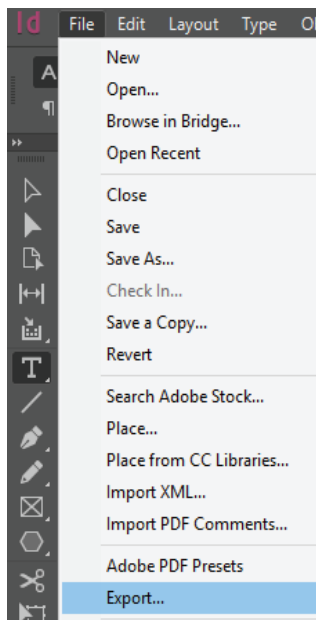 Id File Edit Layout Type
New
Open...
Browse in Bridge...
Open Recent
Close
Save
Save As...
Check In...
Save a Copy...
Revert
Search Adobe Stock...
Place...
Place from CC Libraries...
Import XML...
Import PDF Comments...
Adobe PDF Presets
Export...
A
¶
T